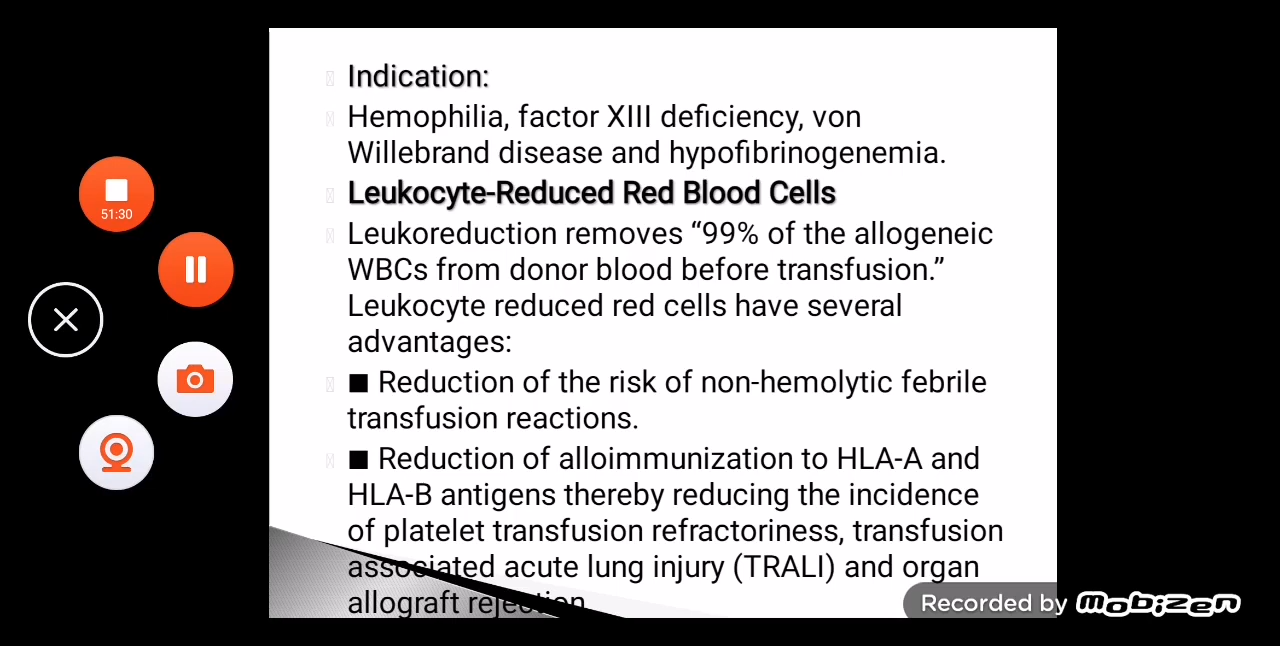 Indication:
Hemophilia, factor XIII deficiency, von
Willebrand disease and hypofibrinogenemia.
Leukocyte-Reduced Red Blood Cells
Leukoreduction removes “99% of the allogeneic
WBCs from donor blood before transfusion.”
Leukocyte reduced red cells have several
advantages:
■ Reduction of the risk of non-hemolytic febrile
transfusion reactions.
■ Reduction of alloimmunization to HLA-A and
HLA-B antigens thereby reducing the incidence
of platelet transfusion refractoriness, transfusion
associated acute lung injury (TRALI) and organ
allograft rejection
51:30
Recorded by Mobizen